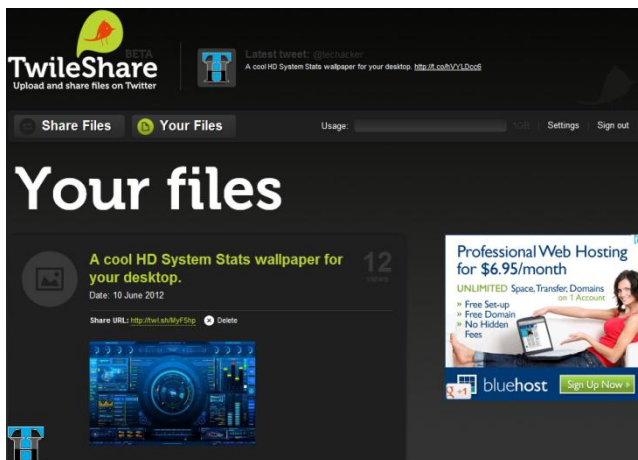 BETA
TwileShare
Upload and share files on Twitter
Latest tweet: @techacker
A cool HD System Stats wallpaper for your desktop. http://t.co/hVYLDcc6
Share Files
Your Files
Usage:
1GB
Settings
Sign out
Your files
A cool HD System Stats wallpaper for
your desktop.
12
views
Date: 10 June 2012
Share URL: http://twl.sh/MyF5hp
Delete
Professional Web Hosting
for $6.95/month
UNLIMITED Space, Transfer, Domains
on 1 Account
» Free Set-up
» Free Domain
» No Hidden
Fees
bluehost
Sign Up Now
+1